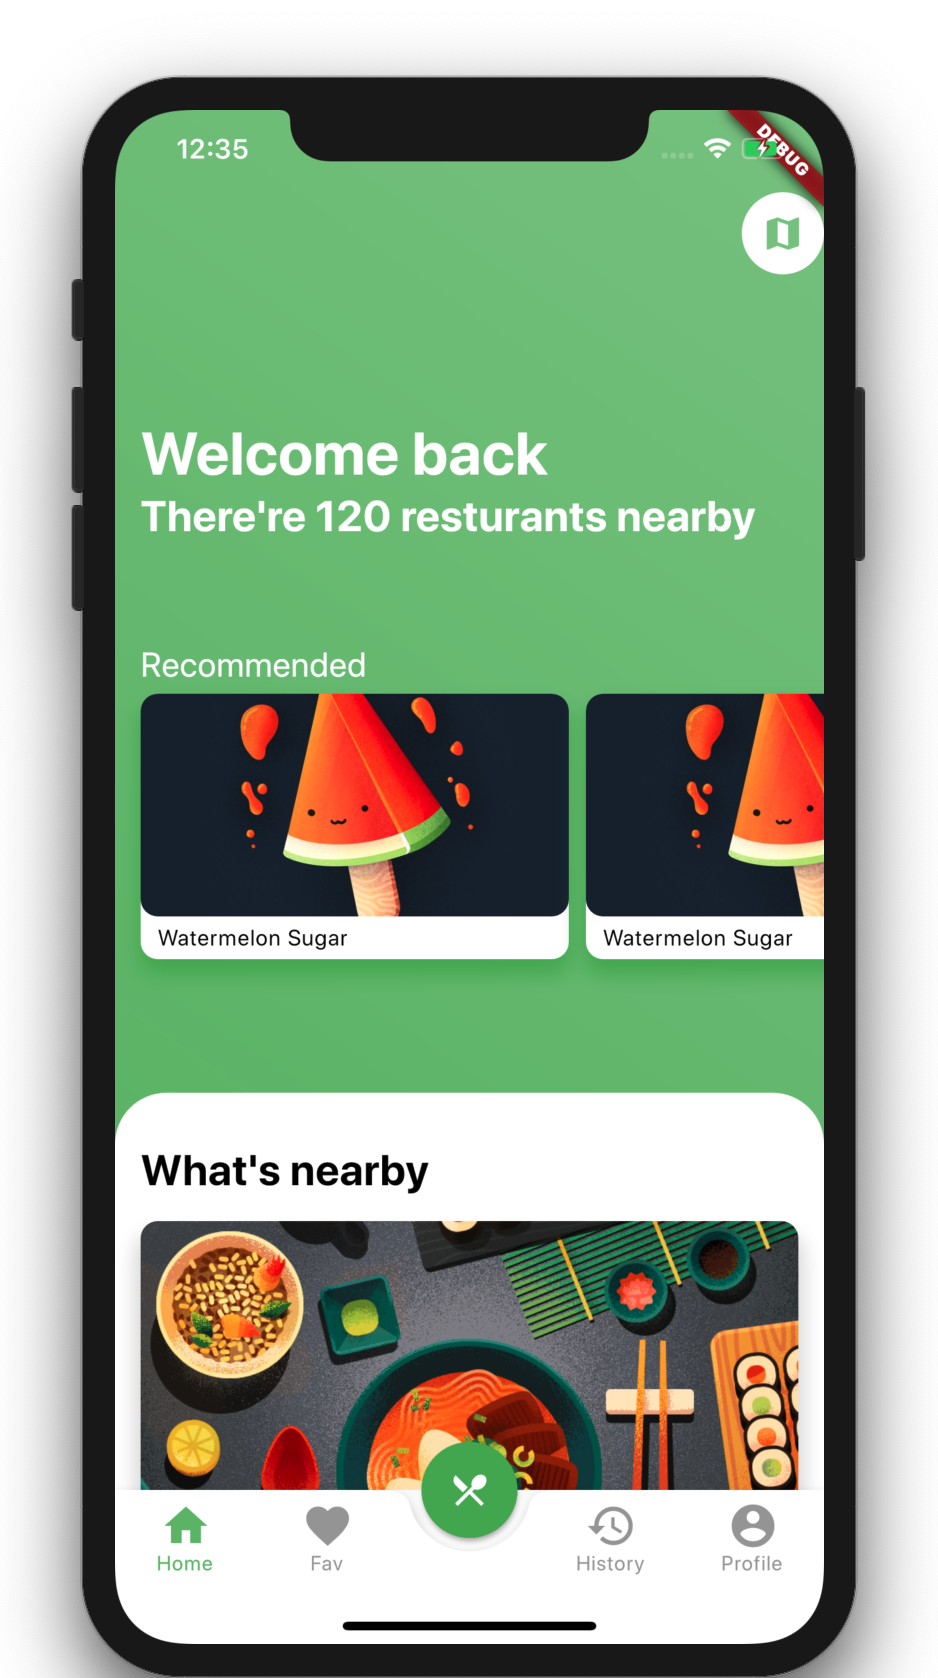 12:35
DEBUG
Welcome back
There're 120 resturants nearby
Recommended
Watermelon Sugar
Watermelon Sugar
What's nearby
Home
Fav
History
Profile